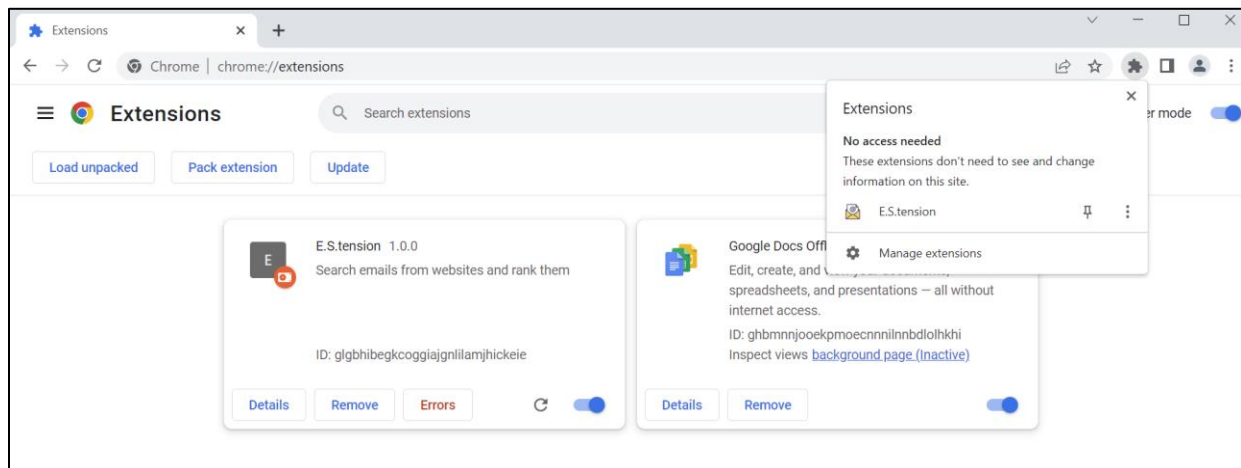 Extensions
Chrome | chrome://extensions
Extensions
Search extensions
er mode
Load unpacked
Pack extension
Update
Extensions
No access needed
These extensions don't need to see and change
information on this site.
E.S.tension
Manage extensions
E
E.S.tension 1.0.0
Search emails from websites and rank them
ID: glgbhibegkcoggiajgnlilamjhickeie
Details
Remove
Errors
Google Docs Offl
Edit, create, and view your documents,
spreadsheets, and presentations — all without
internet access.
ID: ghbmnnjooekpmoecnnnilnnbdlolhkhi
Inspect views background page (Inactive)
Details
Remove